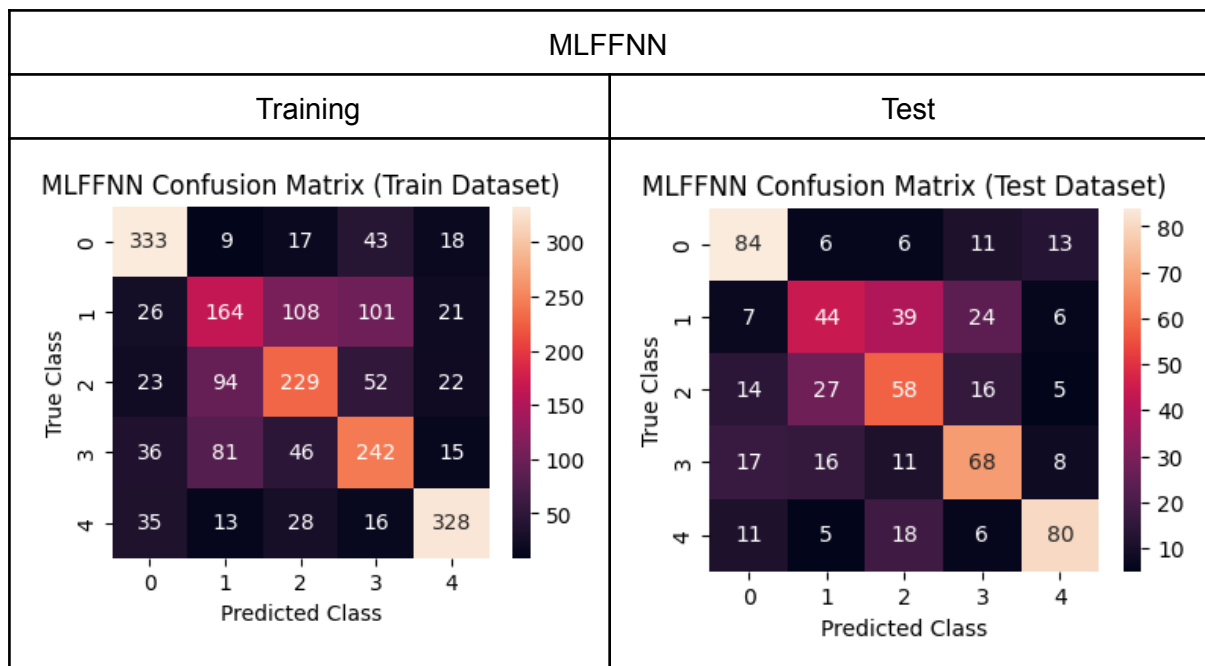 MLFFNN
Training
Test
MLFFNN Confusion Matrix (Train Dataset)
0 333 9 17 43 18
1 26 164 108 101 21
2 23 94 229 52 22
3 36 81 46 242 15
4 35 13 28 16 328
0 1 2 3 4
Predicted Class
True Class
300
250
200
150
100
50
MLFFNN Confusion Matrix (Test Dataset)
0 84 6 6 11 13
1 7 44 39 24 6
2 14 27 58 16 5
3 17 16 11 68 8
4 11 5 18 6 80
0 1 2 3 4
Predicted Class
True Class
80
70
60
50
40
30
20
10